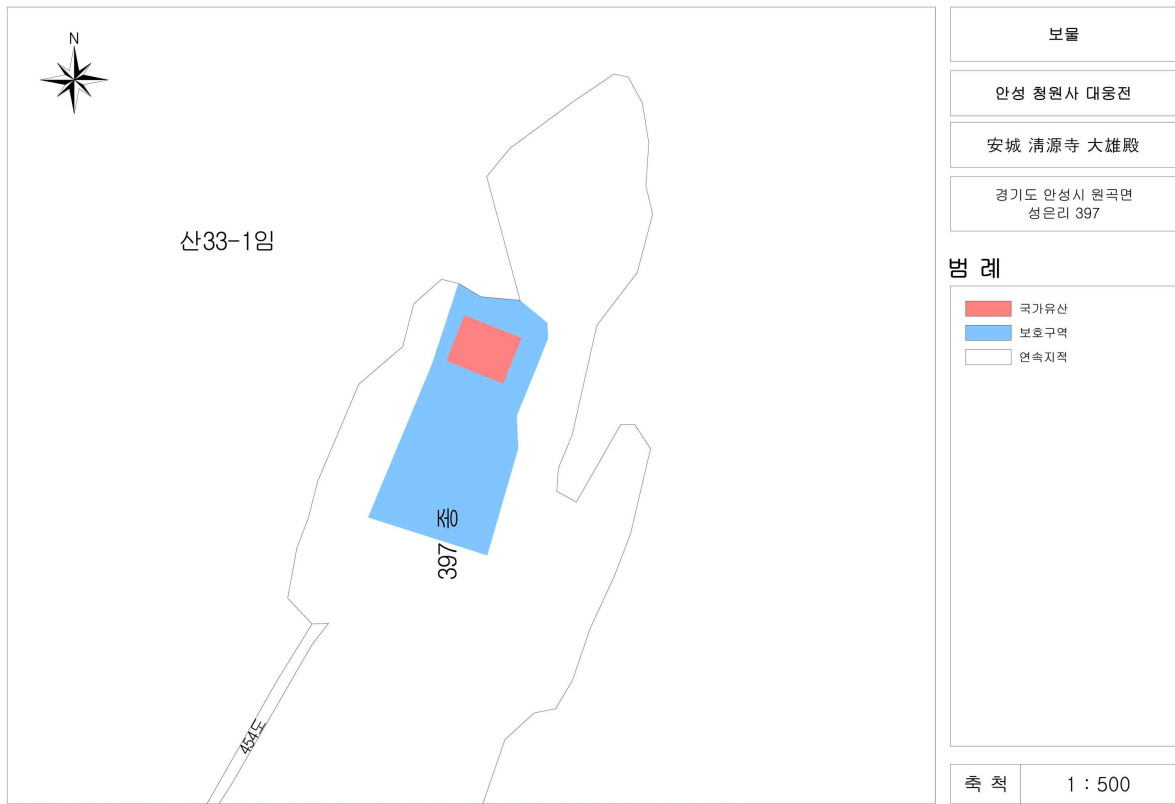 N
산33-1임
397 종
454도
보물
안성 청원사 대웅전
安城 淸源寺 大雄殿
경기도 안성시 원곡면
성은리 397
범 례
국가유산
보호구역
연속지적
축 척
1 : 500